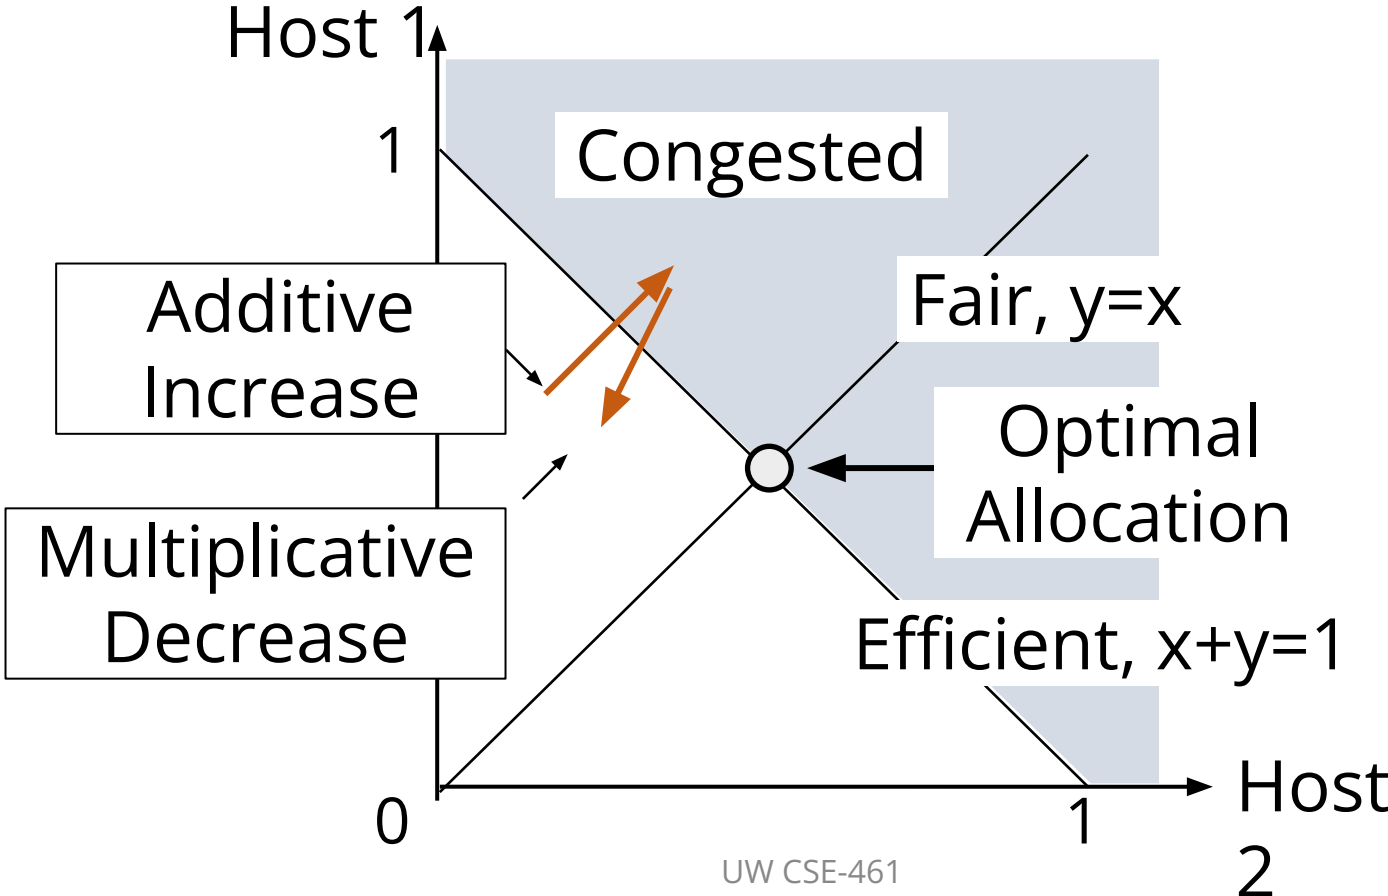 Host 1
1
Congested
Additive
Increase
Fair, y=x
Optimal
Allocation
Multiplicative
Decrease
Efficient, x+y=1
Host
2
0
1
UW CSE-461